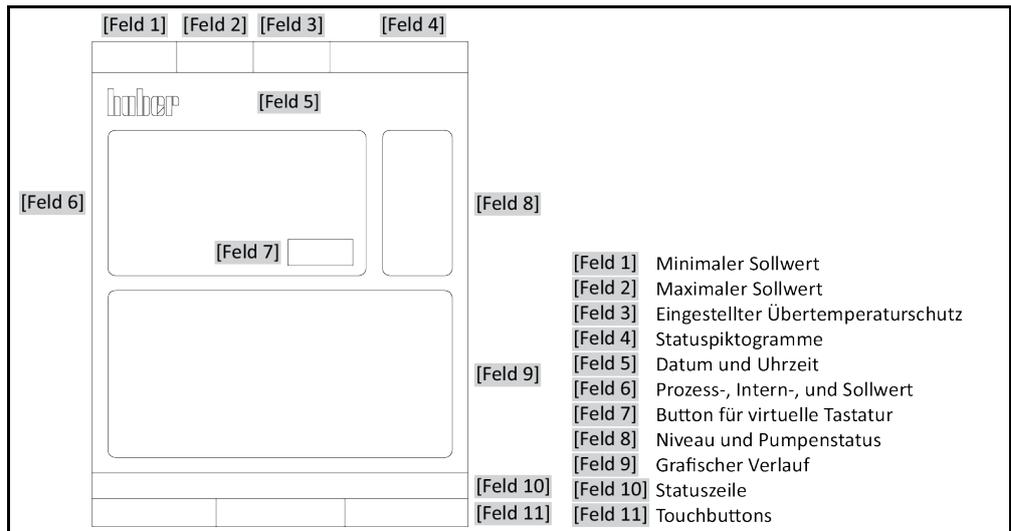 [Feld 1] [Feld 2] [Feld 3] [Feld 4]
huber [Feld 5]
[Feld 6]
[Feld 8]
[Feld 7]
[Feld 9]
[Feld 10]
[Feld 11]
[Feld 1] Minimaler Sollwert
[Feld 2] Maximaler Sollwert
[Feld 3] Eingestellter Übertemperaturschutz
[Feld 4] Statuspiktogramme
[Feld 5] Datum und Uhrzeit
[Feld 6] Prozess-, Intern-, und Sollwert
[Feld 7] Button für virtuelle Tastatur
[Feld 8] Niveau und Pumpenstatus
[Feld 9] Grafischer Verlauf
[Feld 10] Statuszeile
[Feld 11] Touchbuttons